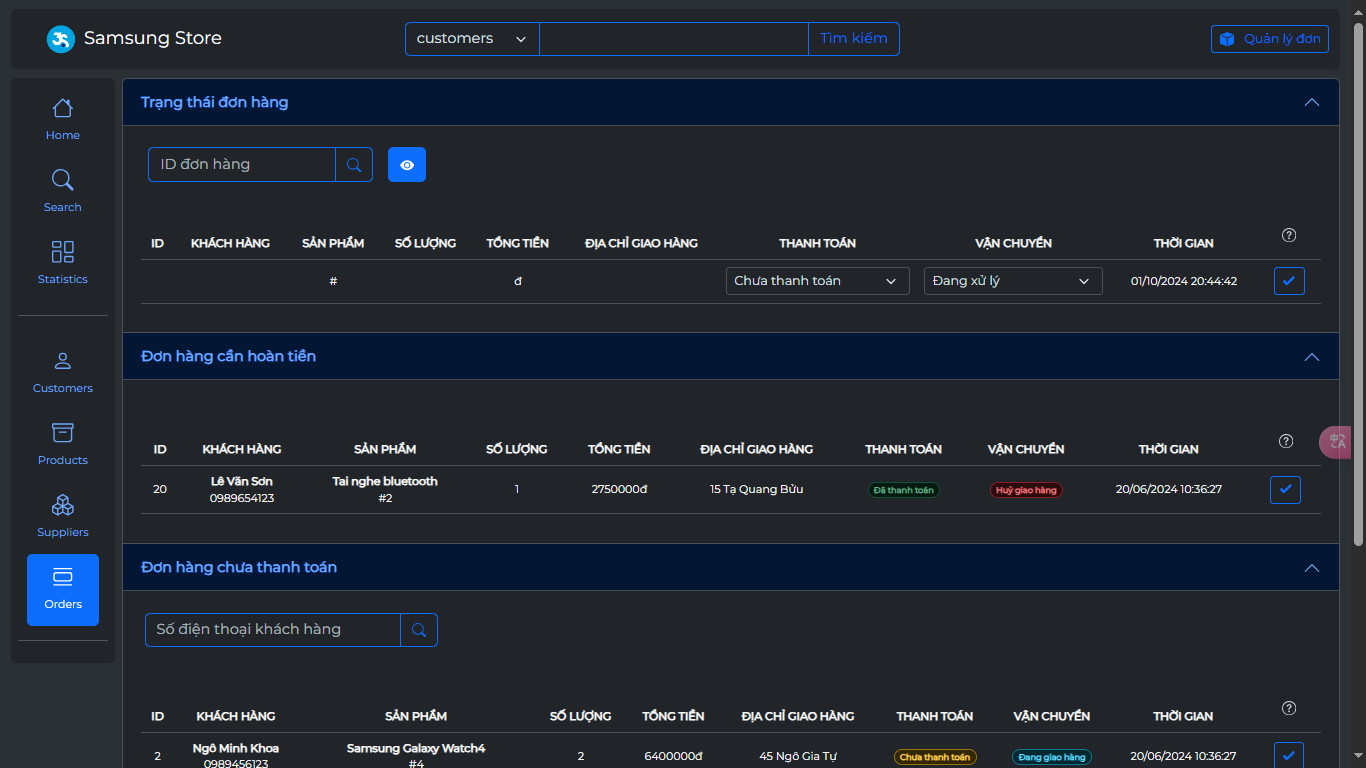 Samsung Store
customers
Tìm kiếm
Quản lý đơn
Home
Search
Statistics
Customers
Products
Suppliers
Orders
Trạng thái đơn hàng
ID đơn hàng
ID KHÁCH HÀNG SẢN PHẨM SỐ LƯỢNG TỔNG TIỀN ĐỊA CHỈ GIAO HÀNG THANH TOÁN VẬN CHUYỂN THỜI GIAN
# đ Chưa thanh toán Đang xử lý 01/10/2024 20:44:42
Đơn hàng cần hoàn tiền
ID KHÁCH HÀNG SẢN PHẨM SỐ LƯỢNG TỔNG TIỀN ĐỊA CHỈ GIAO HÀNG THANH TOÁN VẬN CHUYỂN THỜI GIAN
Lê Văn Sơn Tai nghe bluetooth
20 1 2750000đ 15 Tạ Quang Bửu Đã thanh toán Huỷ giao hàng 20/06/2024 10:36:27
0989654123 #2
Đơn hàng chưa thanh toán
Số điện thoại khách hàng
ID KHÁCH HÀNG SẢN PHẨM SỐ LƯỢNG TỔNG TIỀN ĐỊA CHỈ GIAO HÀNG THANH TOÁN VẬN CHUYỂN THỜI GIAN
Ngô Minh Khoa Samsung Galaxy Watch4
2 2 6400000đ 45 Ngô Gia Tự Chưa thanh toán Đang giao hàng 20/06/2024 10:36:27
0989456123 #4